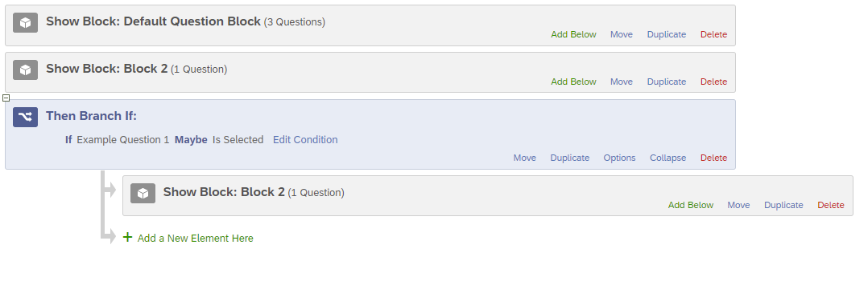 Show Block: Default Question Block (3 Questions)
Add Below Move Duplicate Delete
Show Block: Block 2 (1 Question)
Add Below Move Duplicate Delete
Then Branch If:
If Example Question 1 Maybe Is Selected Edit Condition
Move Duplicate Options Collapse Delete
Show Block: Block 2 (1 Question)
Add Below Move Duplicate Delete
+ Add a New Element Here